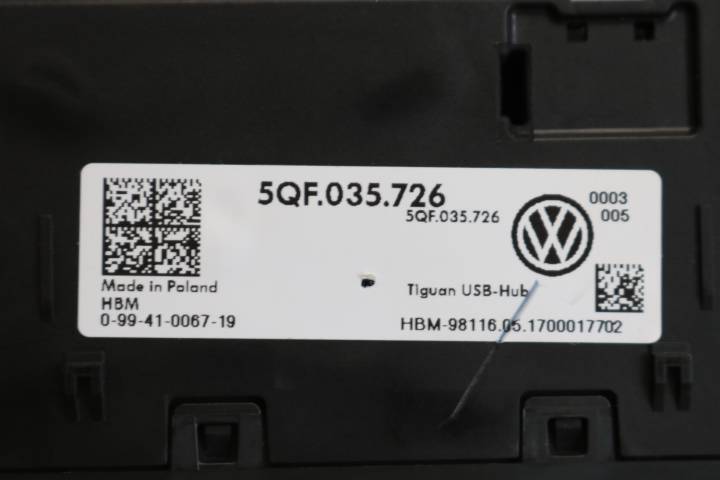 5QF.035.726
5QF.035.726
0003
005
Made in Poland
HBM
0-99-41-0067-19
Tiguan USB-Hub
HBM-98116.05.1700017702